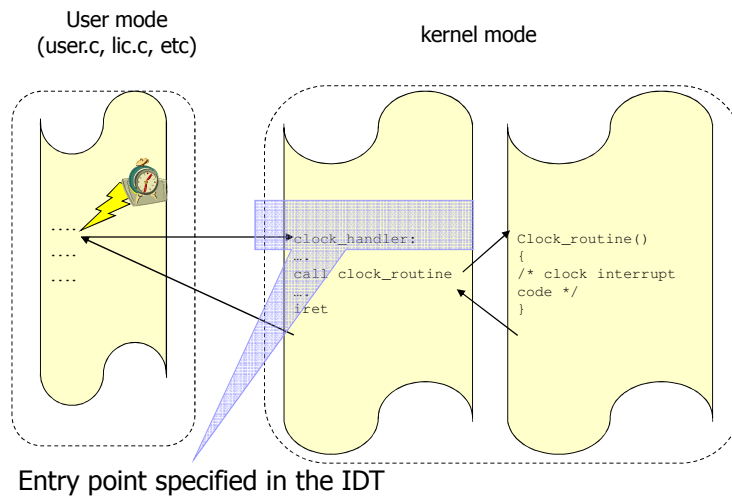 User mode
(user.c, lic.c, etc)
kernel mode
....
....
....
clock_handler:
….
call clock_routine
….
iret
Clock_routine()
{
/* clock interrupt
code */
}
Entry point specified in the IDT